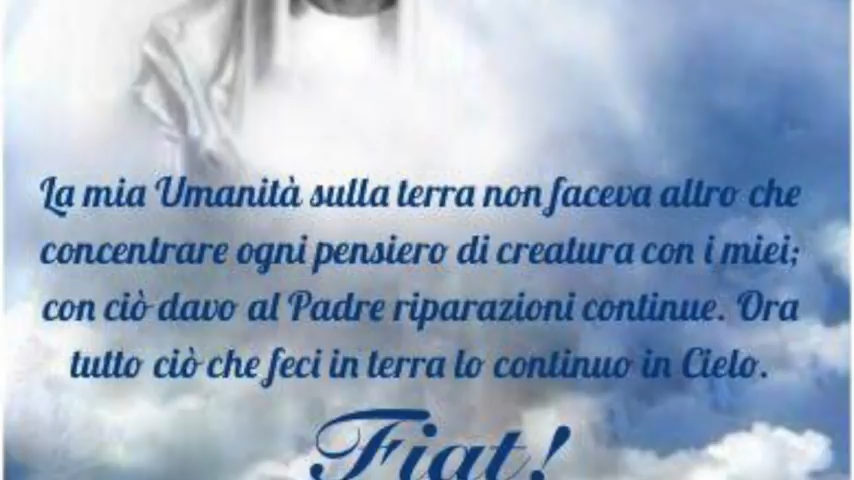 La mia Umanità sulla terra non faceva altro che
concentrare ogni pensiero di creatura con i miei;
con ciò davo al Padre riparazioni continue. Ora
tutto ciò che feci in terra lo continuo in Cielo.
Fiat!